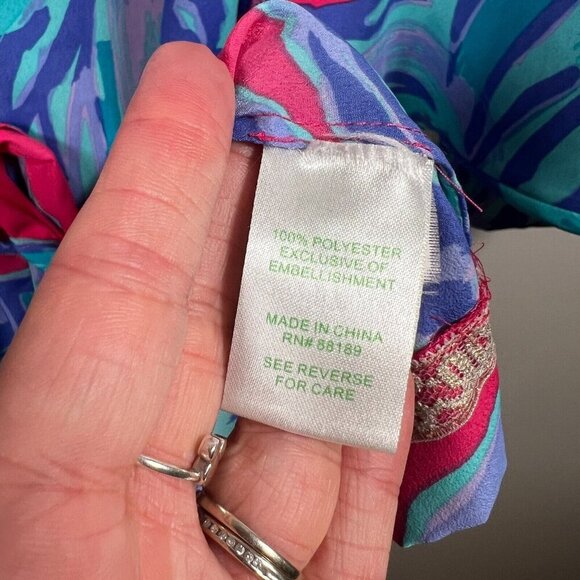 100% POLYESTER
EXCLUSIVE OF
EMBELLISHMENT
MADE IN CHINA
RN# 88189
SEE REVERSE
FOR CARE